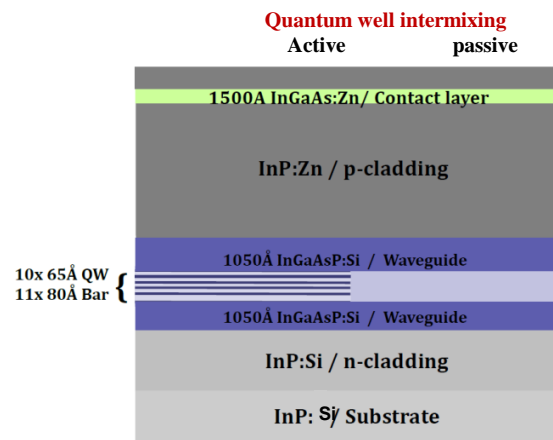 Quantum well intermixing
Active passive
1500A InGaAs:Zn/ Contact layer
InP:Zn / p-cladding
1050Å InGaAsP:Si / Waveguide
10x 65Å QW
11x 80Å Bar
1050Å InGaAsP:Si / Waveguide
InP:Si / n-cladding
InP: Si/ Substrate